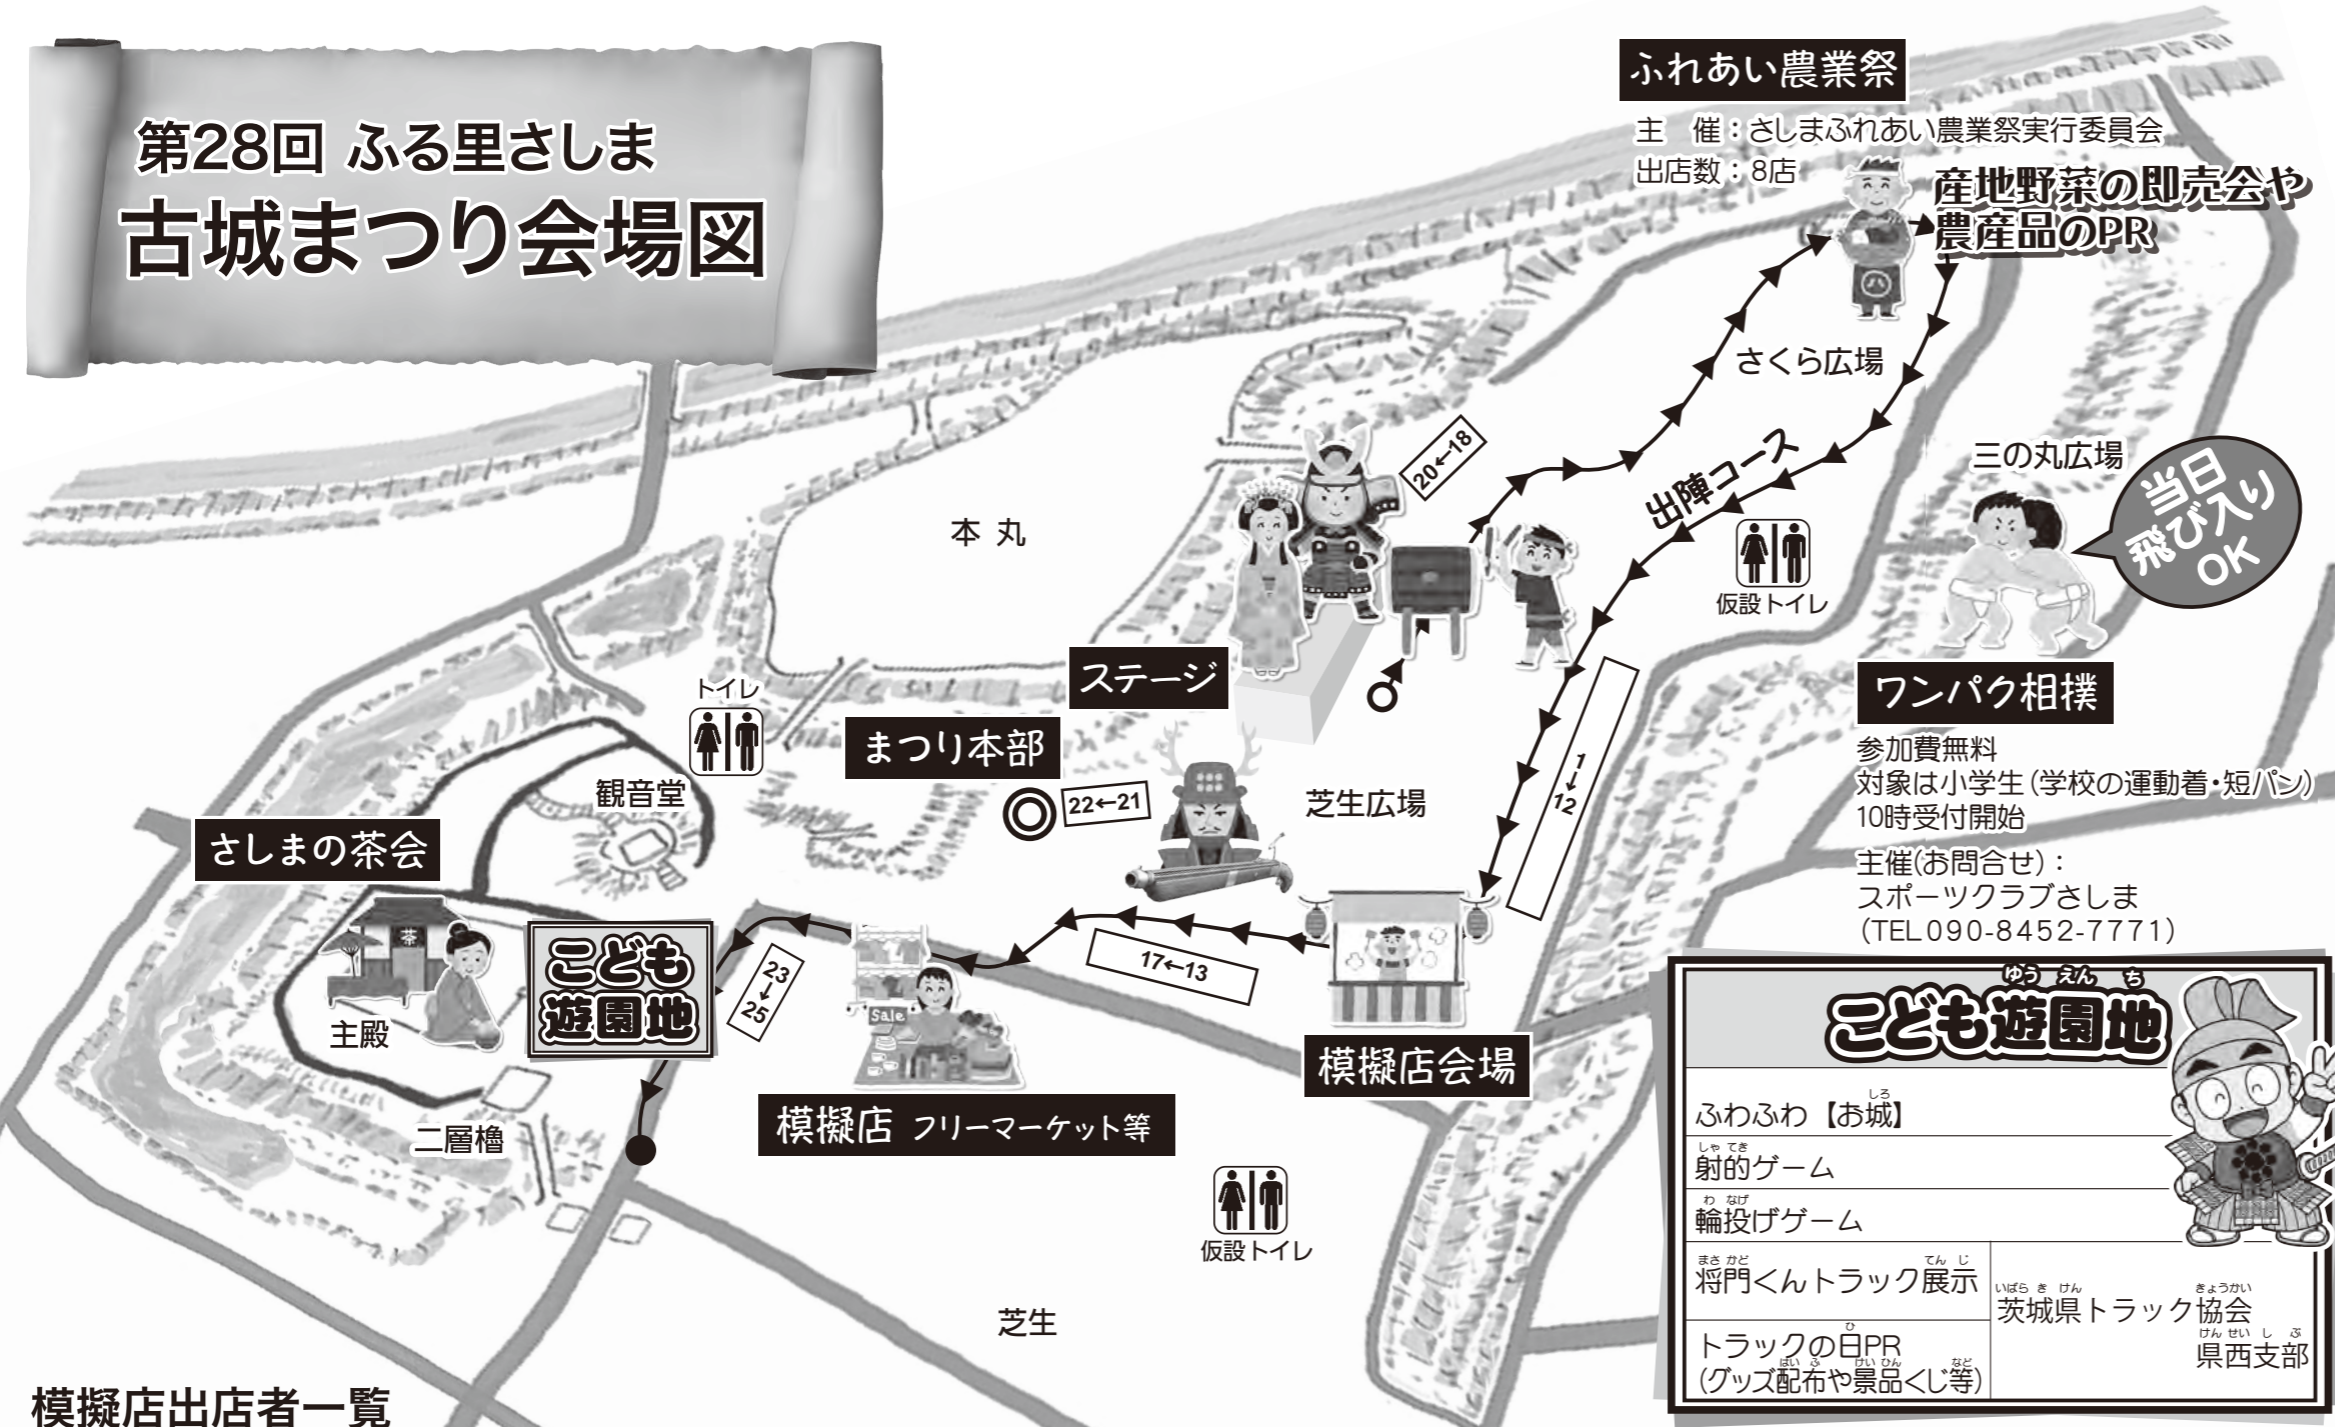 第28回 ふる里さしま
古城まつり会場図
ふれあい農業祭
主　催：さしまふれあい農業祭実行委員会
出店数：8店
産地野菜の即売会や
農産品のPR
ハ
さくら広場
出陣コース
三の丸広場
当日
飛び入り
OK
仮設トイレ
20←18
本 丸
ステージ
トイレ
まつり本部
22←21
芝生広場
1→12
観音堂
さしまの茶会
茶
主殿
こども
遊園地
23→25
17←13
Sale
模擬店会場
模擬店 フリーマーケット等
二層櫓
仮設トイレ
芝生
ワンパク相撲
参加費無料
対象は小学生（学校の運動着・短パン）
10時受付開始
主催(お問合せ)：
スポーツクラブさしま
（TEL090-8452-7771）
ゆう えん ち
こども遊園地
しろ
ふわふわ【お城】
しゃ てき
射的ゲーム
わ なげ
輪投げゲーム
まさ かど てん じ
将門くんトラック展示
ひ
トラックの日PR
はい ふ けい ひん など
（グッズ配布や景品くじ等）
いばら き けん きょうかい
茨城県トラック協会
けん せい し ぶ
県西支部
模擬店出店者一覧